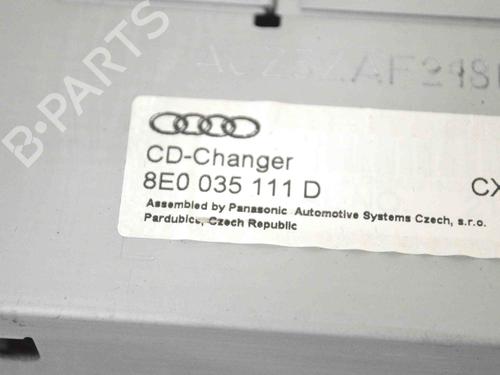 B-PARTS
CD-Changer
8E0 035 111 D
CX
Assembled by Panasonic Automotive Systems Czech, s.r.o.
Pardubice, Czech Republic